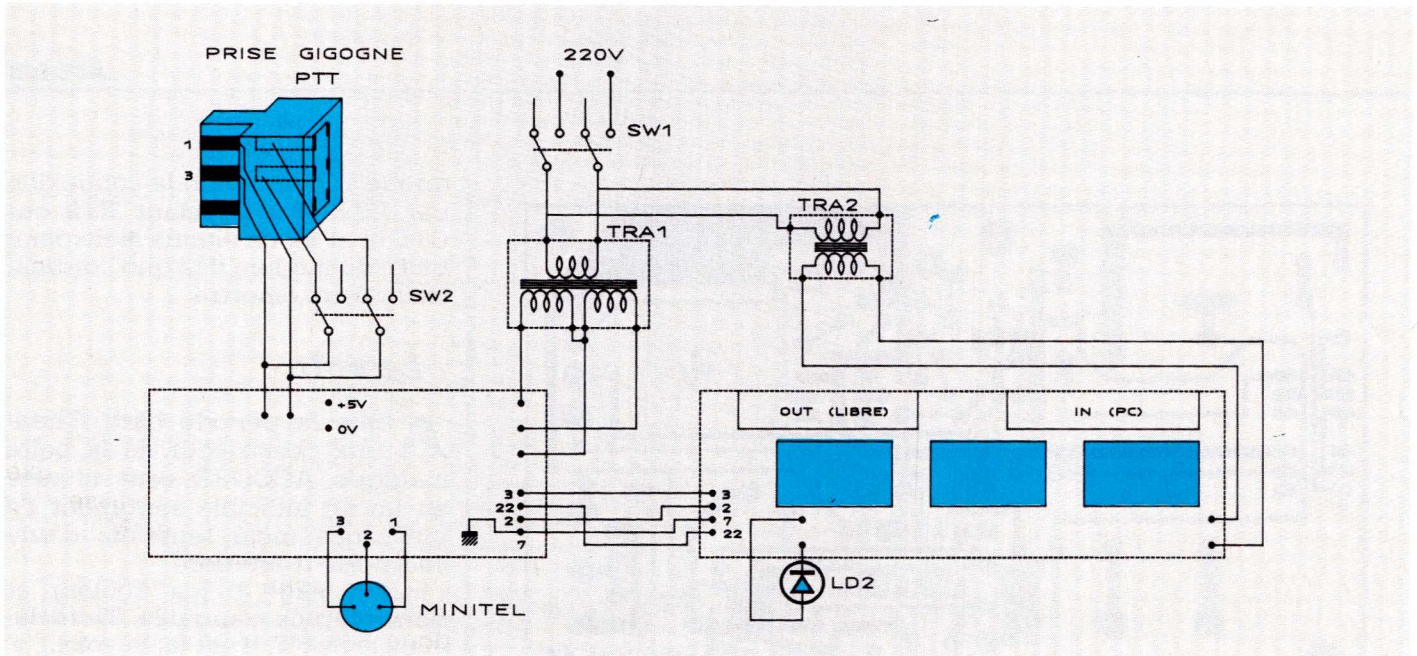 PRISE GIGOGNE
PTT
220V
1
3
SW1
TRA2
TRA1
SW2
+5V
0V
OUT (LIBRE)
IN (PC)
3
22
2
7
3
2
7
22
3
2
1
MINITEL
LD2